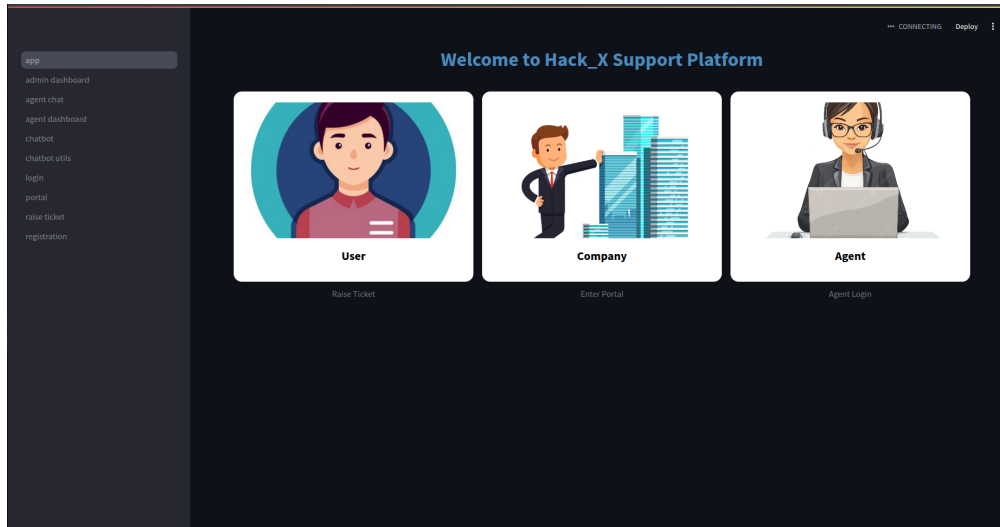 CONNECTING
Deploy
app
admin dashboard
agent chat
agent dashboard
chatbot
chatbot utils
login
portal
raise ticket
registration
Welcome to Hack_X Support Platform
User
Company
Agent
Raise Ticket
Enter Portal
Agent Login